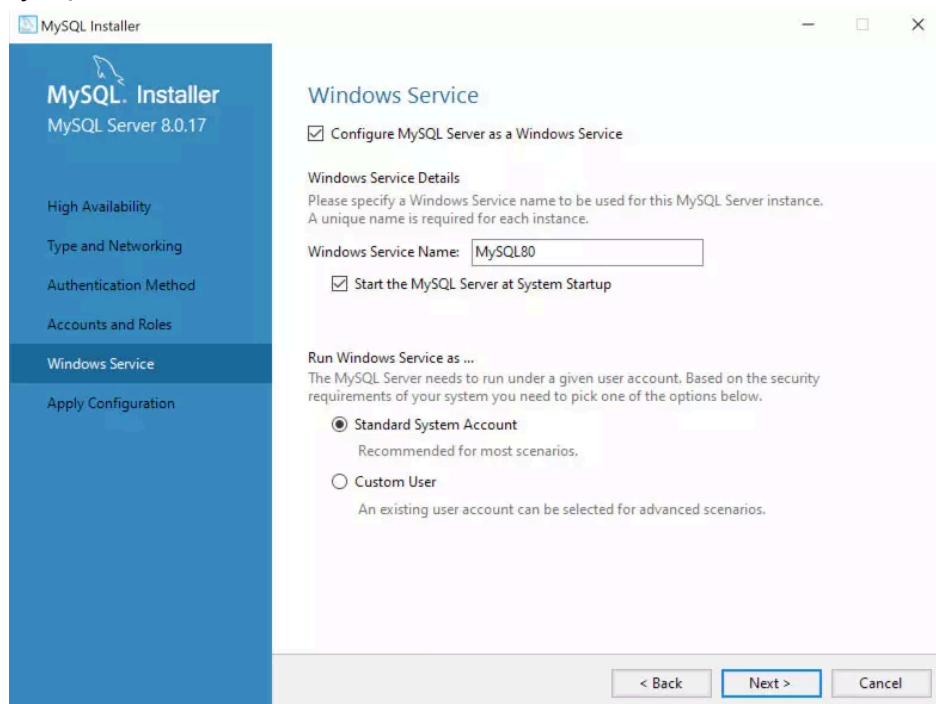 MySQL Installer
MySQL. Installer
MySQL Server 8.0.17
High Availability
Type and Networking
Authentication Method
Accounts and Roles
Windows Service
Apply Configuration
Windows Service
Configure MySQL Server as a Windows Service
Windows Service Details
Please specify a Windows Service name to be used for this MySQL Server instance.
A unique name is required for each instance.
Windows Service Name: MySQL80
Start the MySQL Server at System Startup
Run Windows Service as ...
The MySQL Server needs to run under a given user account. Based on the security
requirements of your system you need to pick one of the options below.
Standard System Account
Recommended for most scenarios.
Custom User
An existing user account can be selected for advanced scenarios.
< Back Next > Cancel